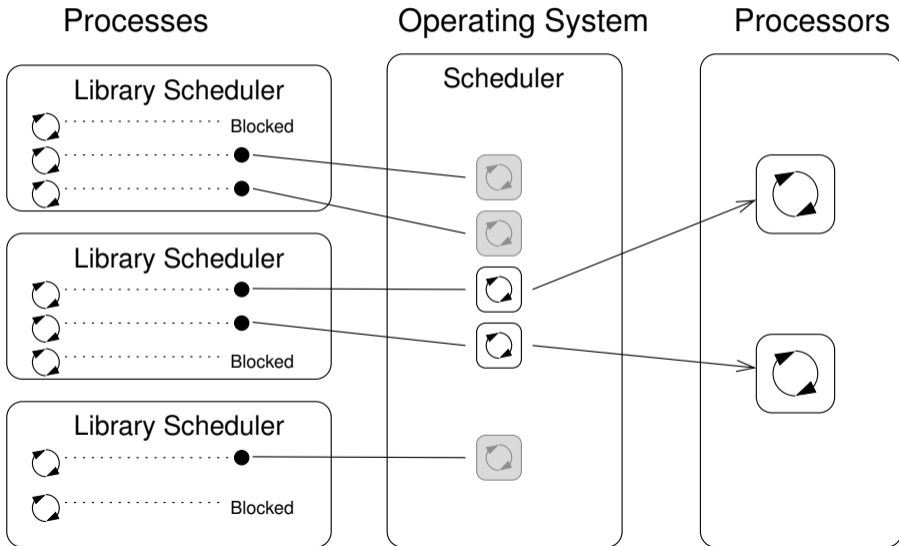 Processes
Operating System
Processors
Library Scheduler
Blocked
Library Scheduler
Blocked
Library Scheduler
Blocked
Scheduler